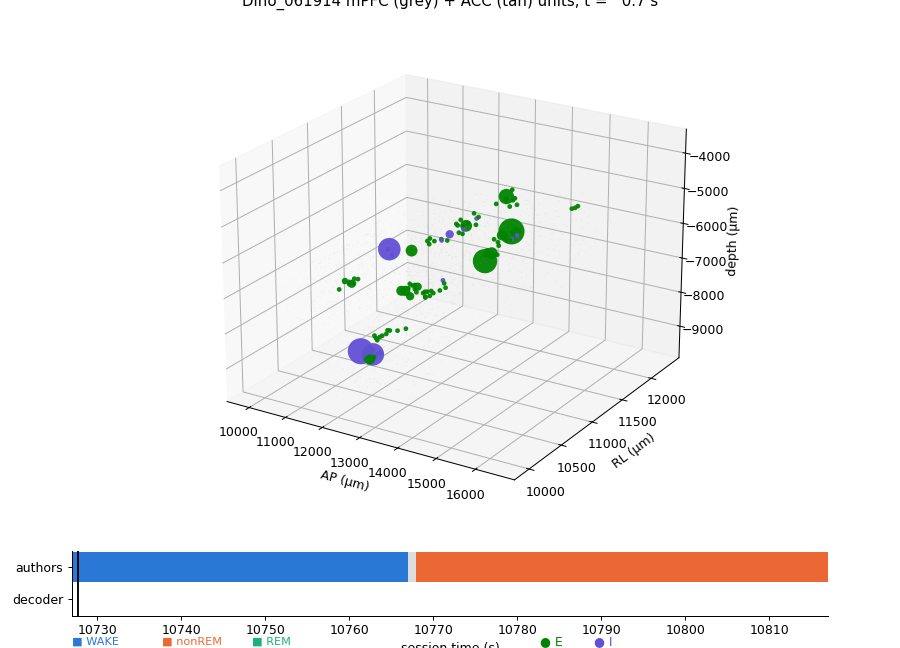 Dino_061914 mPFC (grey) + ACC (tan) units, t = 0.7 s
−4000
−5000
−6000
−7000
−8000
−9000
depth (μm)
12000
11500
11000
10500
10000
RL (μm)
10000
11000
12000
13000
14000
15000
16000
AP (μm)
authors
decoder
10730 10740 10750 10760 10770 10780 10790 10800 10810
WAKE nonREM REM E I
session time (s)